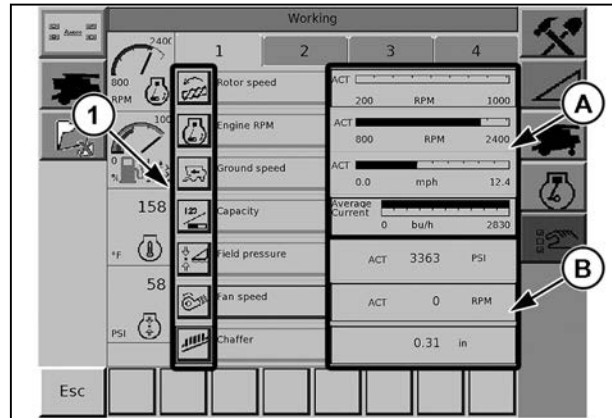 Working
1 2 3 4
2400
800
RPM
Rotor speed
ACT
200 RPM 1000
Engine RPM
ACT
800 RPM 2400
100
0
%
Ground speed
ACT
0.0 mph 12.4
158
°F
Capacity
Average
Current
0 bu/h 2830
Field pressure
ACT 3363 PSI
58
PSI
Fan speed
ACT 0 RPM
Chaffer
0.31 in
Esc
1
A
B